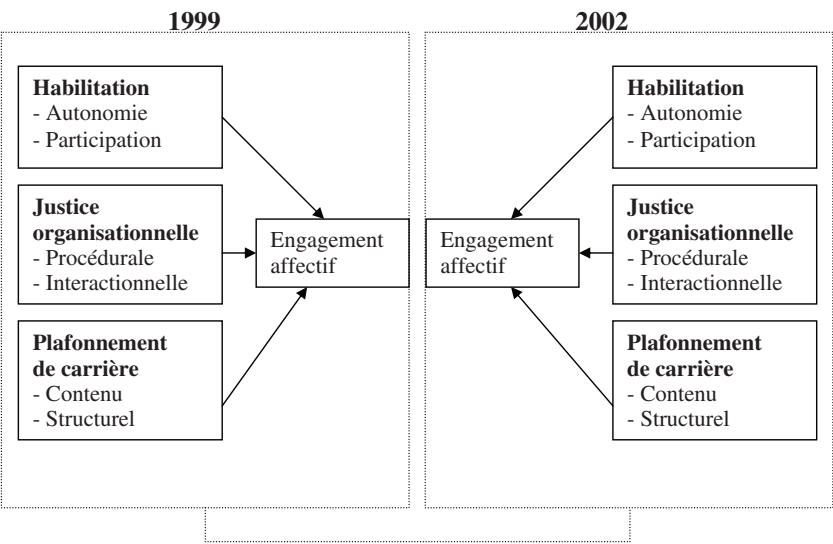 1999
Habilitation
- Autonomie
- Participation
Justice
organisationnelle
- Procédurale
- Interactionnelle
Plafonnement
de carrière
- Contenu
- Structurel
Engagement
affectif
2002
Engagement
affectif
Habilitation
- Autonomie
- Participation
Justice
organisationnelle
- Procédurale
- Interactionnelle
Plafonnement
de carrière
- Contenu
- Structurel